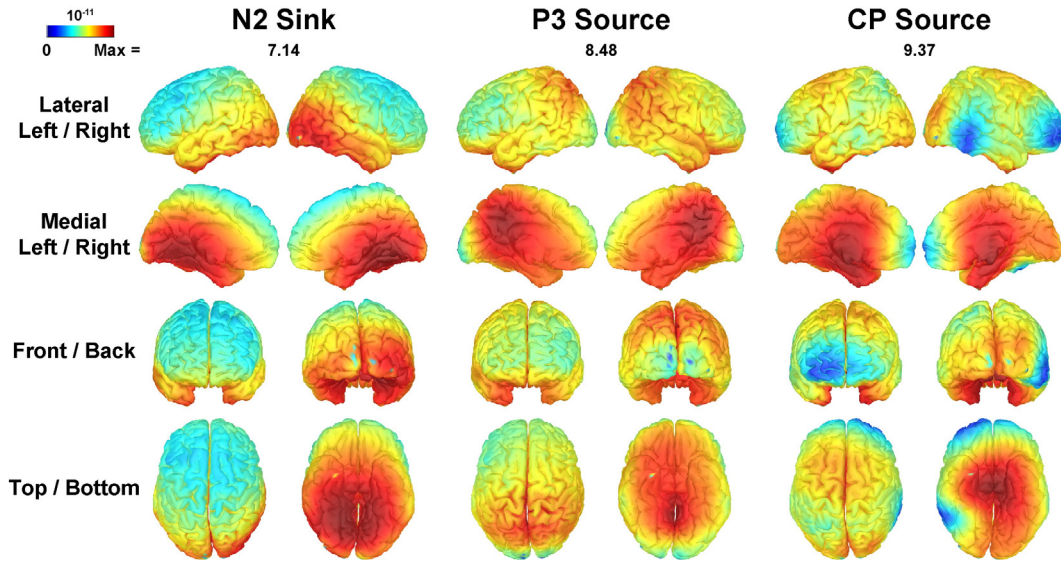 10⁻¹¹
0 Max =
N2 Sink
7.14
P3 Source
8.48
CP Source
9.37
Lateral
Left / Right
Medial
Left / Right
Front / Back
Top / Bottom